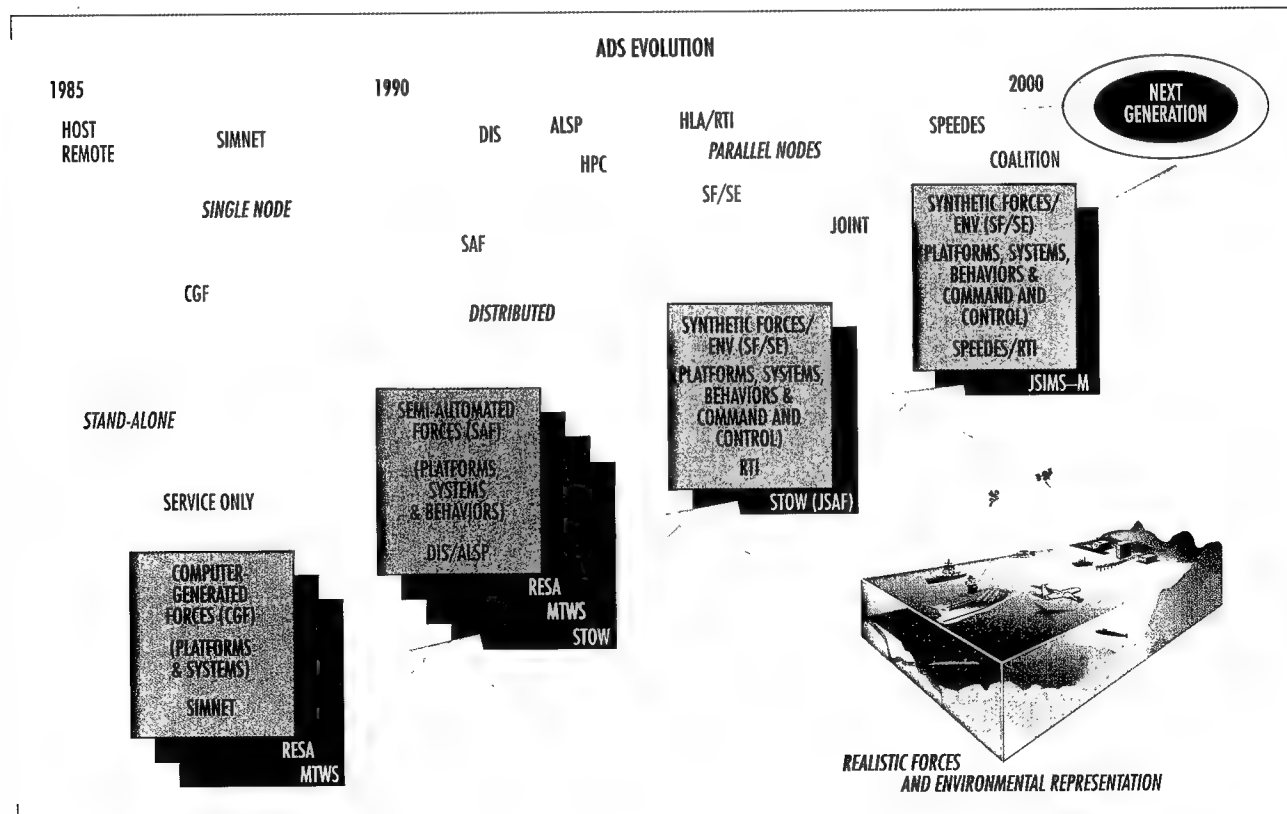 ADS EVOLUTION
1985
1990
2000
NEXT
GENERATION
HOST
REMOTE
SIMNET
DIS
ALSP
HPC
HLA/RTI
PARALLEL NODES
SPEEDES
COALITION
SINGLE NODE
SF/SE
JOINT
SAF
CGF
DISTRIBUTED
STAND-ALONE
SERVICE ONLY
COMPUTER-
GENERATED
FORCES (CGF)
(PLATFORMS
& SYSTEMS)
SIMNET
RESA
MTWS
SEMI-AUTOMATED
FORCES (SAF)
(PLATFORMS
SYSTEMS
& BEHAVIORS)
DIS/ALSP
RESA
MTWS
STOW
SYNTHETIC FORCES/
ENV (SF/SE)
(PLATFORMS, SYSTEMS,
BEHAVIORS &
COMMAND AND
CONTROL)
RTI
STOW (JSAF)
SYNTHETIC FORCES/
ENV (SF/SE)
(PLATFORMS, SYSTEMS,
BEHAVIORS &
COMMAND AND
CONTROL)
SPEEDES/RTI
JSIMS–M
REALISTIC FORCES
AND ENVIRONMENTAL REPRESENTATION